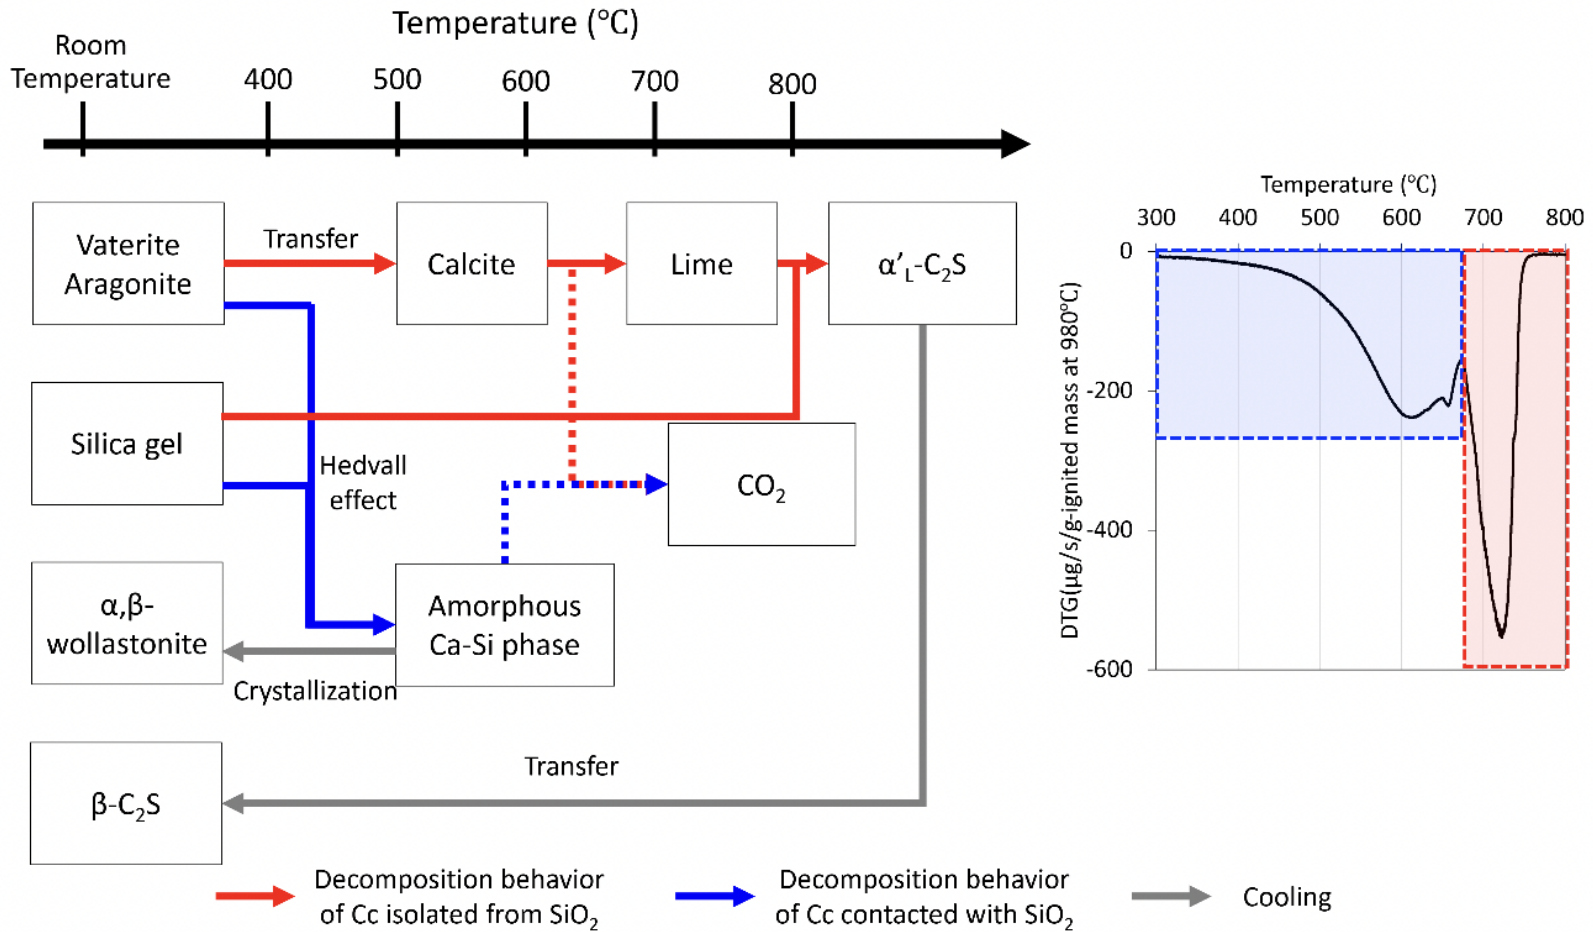 Temperature (℃)
Room
Temperature
400
500
600
700
800
Vaterite
Aragonite
Transfer
Calcite
Lime
α’L-C2S
Silica gel
Hedvall
effect
CO2
α,β-
wollastonite
Amorphous
Ca-Si phase
Crystallization
Transfer
β-C2S
Decomposition behavior
of Cc isolated from SiO2
Decomposition behavior
of Cc contacted with SiO2
Cooling
Temperature (℃)
300 400 500 600 700 800
0
-200
-400
-600
DTG(μg/s/g-ignited mass at 980℃)